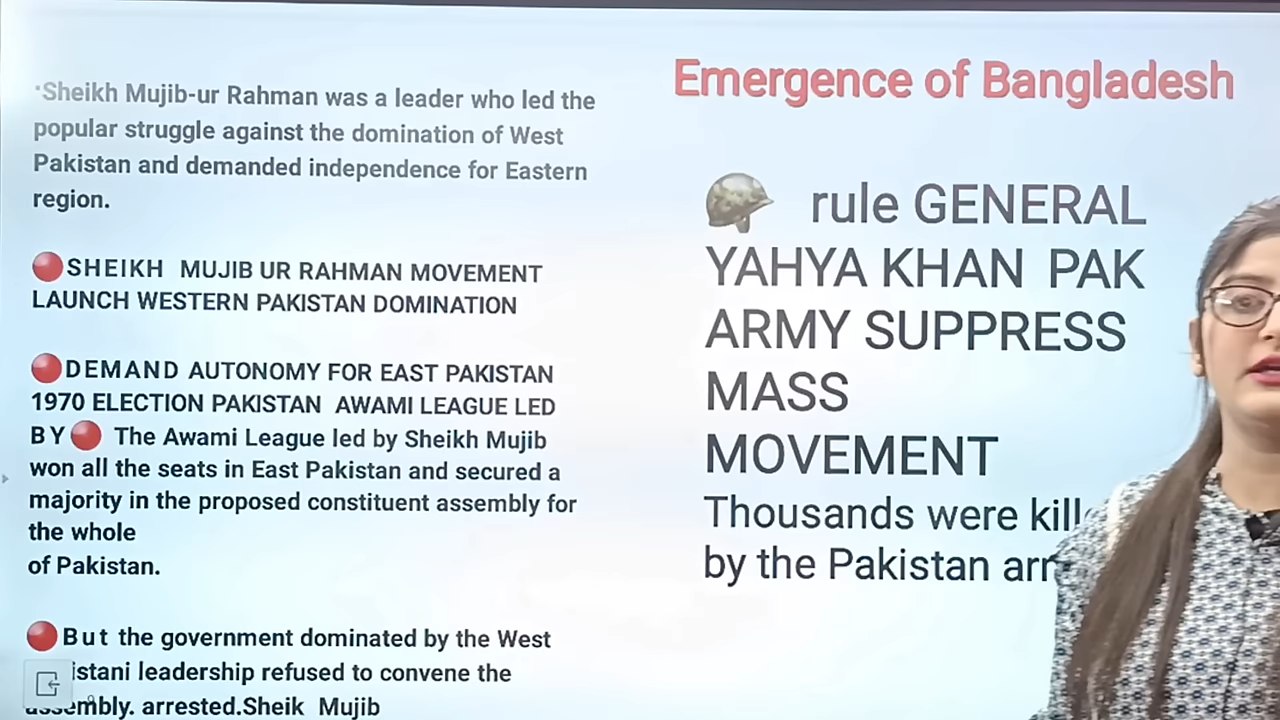 Sheikh Mujib-ur Rahman was a leader who led the
popular struggle against the domination of West
Pakistan and demanded independence for Eastern
region.
SHEIKH MUJIB UR RAHMAN MOVEMENT
LAUNCH WESTERN PAKISTAN DOMINATION
DEMAND AUTONOMY FOR EAST PAKISTAN
1970 ELECTION PAKISTAN AWAMI LEAGUE LED
BY The Awami League led by Sheikh Mujib
won all the seats in East Pakistan and secured a
majority in the proposed constituent assembly for
the whole
of Pakistan.
But the government dominated by the West
istani leadership refused to convene the
mbly. arrested.Sheik Mujib
Emergence of Bangladesh
rule GENERAL
YAHYA KHAN PAK
ARMY SUPPRESS
MASS
MOVEMENT
Thousands were kill
by the Pakistan